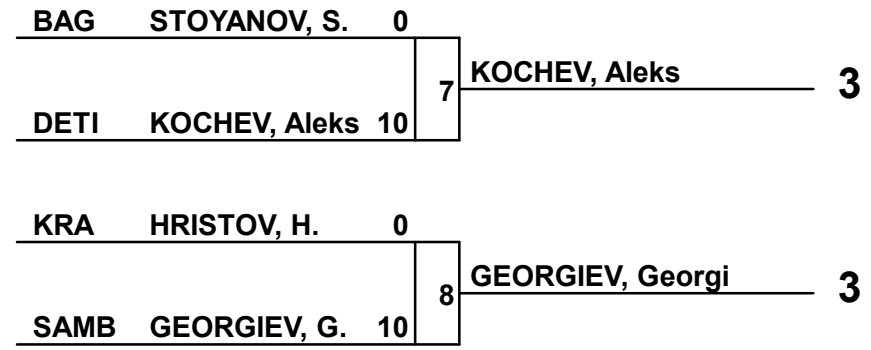 BAG STOYANOV, S. 0
7 KOCHEV, Aleks 3
DETI KOCHEV, Aleks 10
KRA HRISTOV, H. 0
8 GEORGIEV, Georgi 3
SAMB GEORGIEV, G. 10